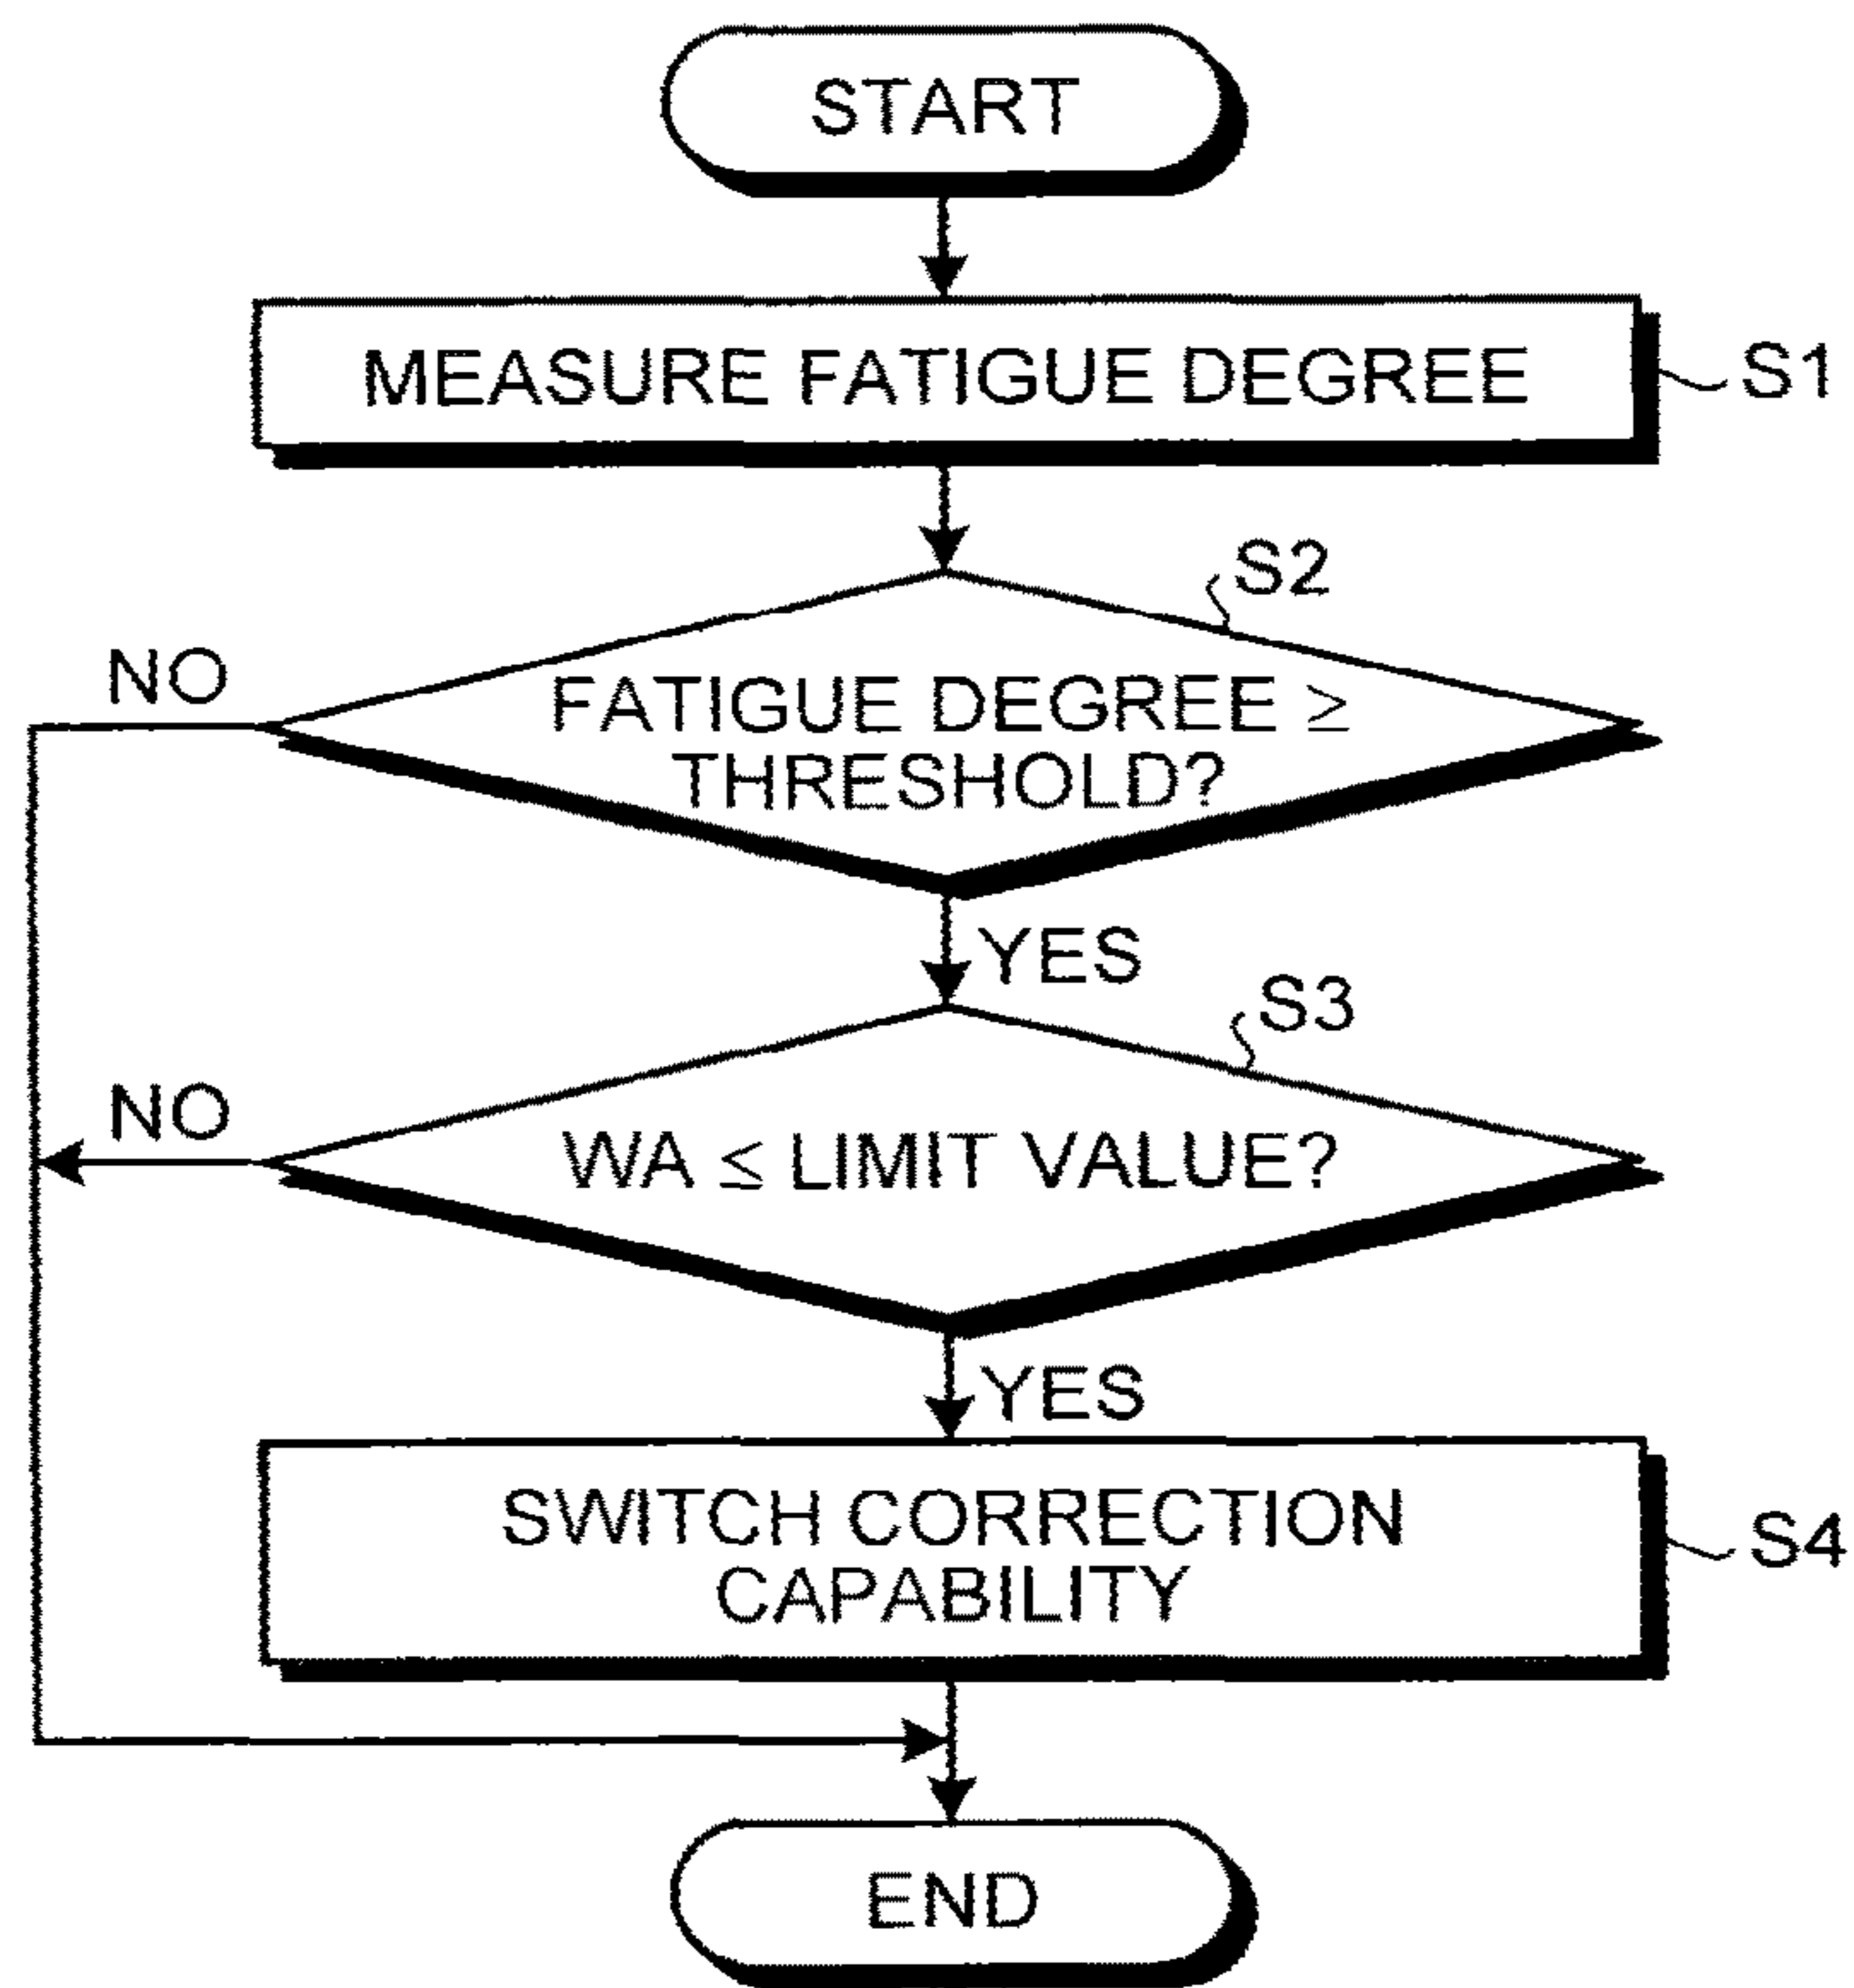 START
MEASURE FATIGUE DEGREE
S1
S2
NO
FATIGUE DEGREE ≥
THRESHOLD?
YES
S3
NO
WA ≤ LIMIT VALUE?
YES
SWITCH CORRECTION
CAPABILITY
S4
END